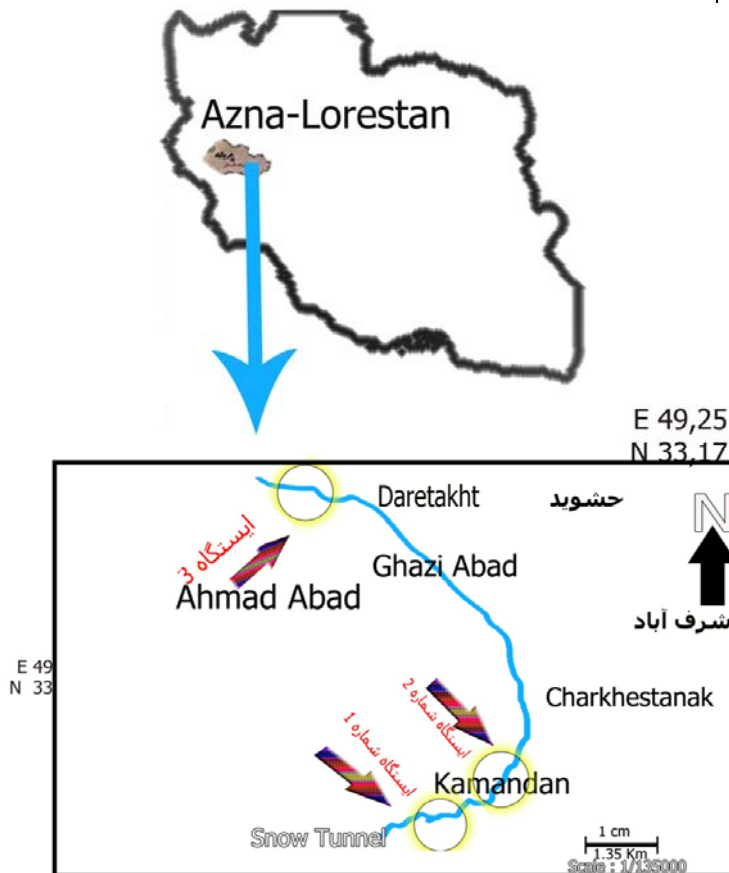 Azna-Lorestan
E 49,25
N 33,17
Daretakht
حشوید
N
ایستگاه 3
Ghazi Abad
Ahmad Abad
شرف آباد
E 49
N 33
Charkhestanak
ایستگاه شماره 2
ایستگاه شماره 1
Kamandan
Snow Tunnel
1 cm
1.35 Km
Scale : 1/135000